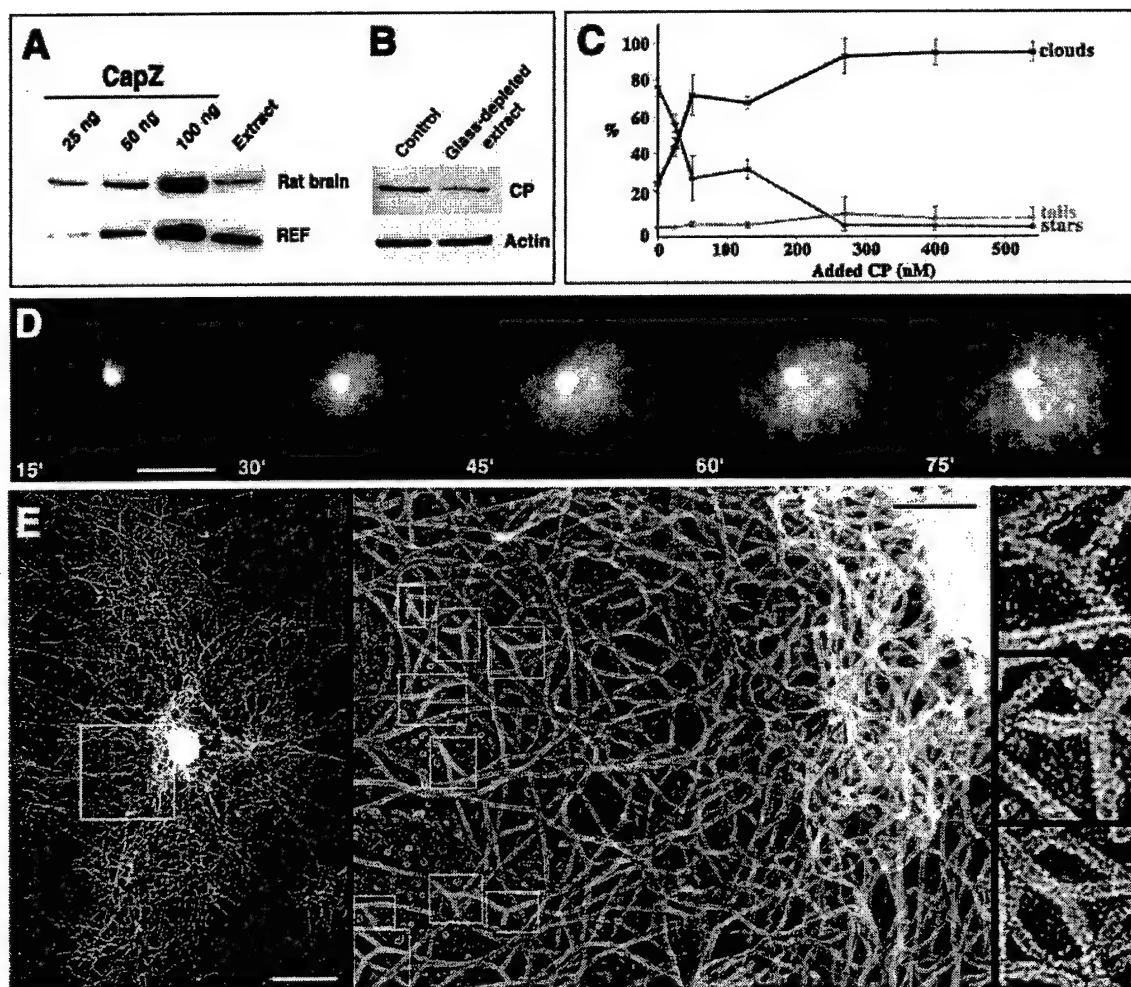 A
CapZ
25 ng
50 ng
100 ng
Extract
Rat brain
REF
B
Control
Glass-depleted
extract
CP
Actin
C
100
80
60
%
40
20
0
clouds
tails
stars
0 100 200 300 400 500
Added CP (nM)
D
15' 30' 45' 60' 75'
E